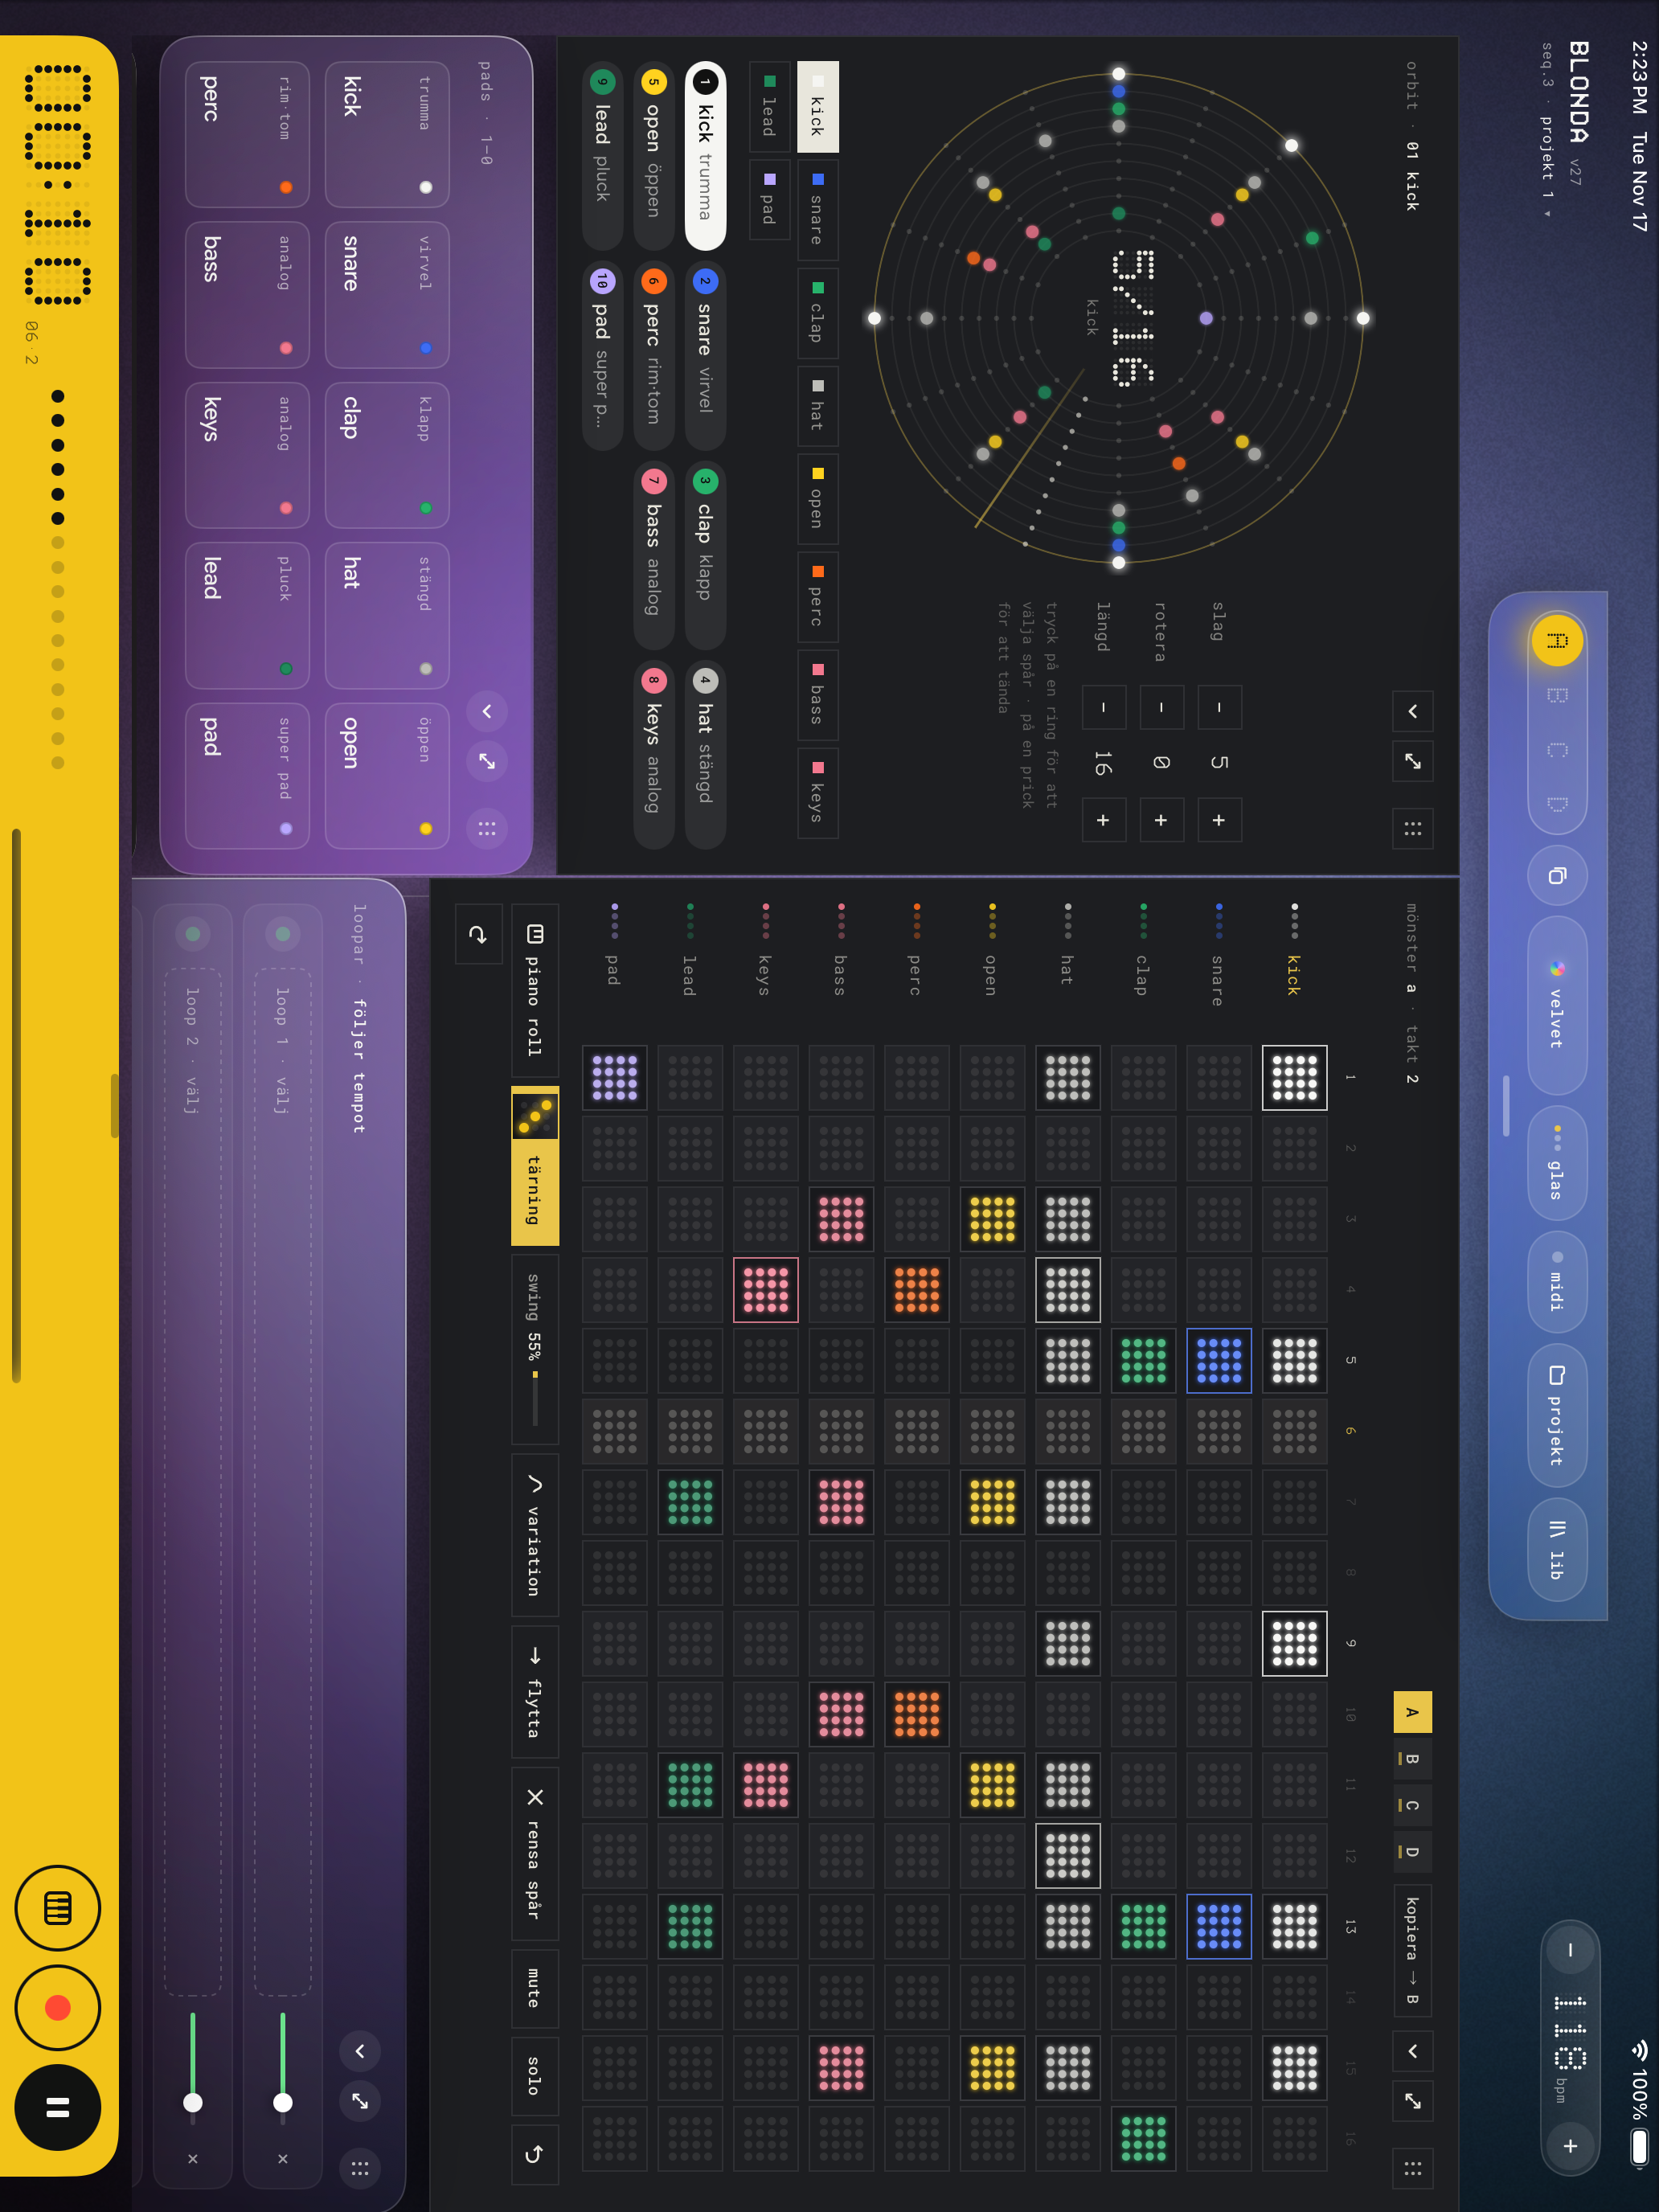 2:23 PM Tue Nov 17
100%
BLONDA v27
seq.3 · projekt 1 ▾
A B C D
velvet
glas
midi
projekt
lib
− 118 bpm +
orbit · 01 kick
5/16
kick
slag − 5 +
rotera − 0 +
längd − 16 +
tryck på en ring för att
välja spår · på en prick
för att tända
kick snare clap hat open perc bass keys
lead pad
1 kick trumma 2 snare virvel 3 clap klapp 4 hat stängd
5 open öppen 6 perc rim·tom 7 bass analog 8 keys analog
9 lead pluck 10 pad super p…
mönster a · takt 2
A B C D kopiera → B
1 2 3 4 5 6 7 8 9 10 11 12 13 14 15 16
kick
snare
clap
hat
open
perc
bass
keys
lead
pad
piano roll tärning swing 55% variation → flytta × rensa spår mute solo
pads · 1–0
trumma virvel klapp stängd öppen
kick snare clap hat open
rim·tom analog analog pluck super pad
perc bass keys lead pad
loopar · följer tempot
loop 1 · välj ×
loop 2 · välj ×
06·2